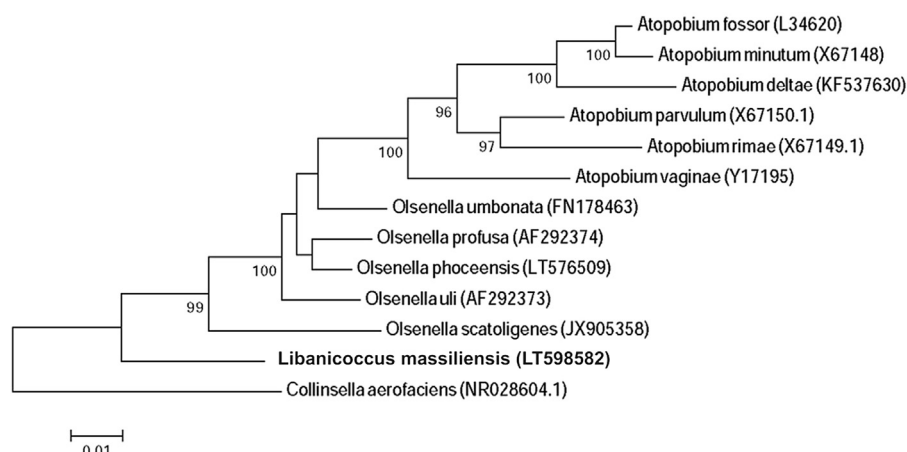 Atopobium fossor (L34620)
100
Atopobium minutum (X67148)
100
Atopobium deltae (KF537630)
96
Atopobium parvulum (X67150.1)
97
Atopobium rimae (X67149.1)
100
Atopobium vaginae (Y17195)
Olsenella umbonata (FN178463)
Olsenella profusa (AF292374)
100
Olsenella phoceensis (LT576509)
Olsenella uli (AF292373)
99
Olsenella scatoligenes (JX905358)
Libanicoccus massiliensis (LT598582)
Collinsella aerofaciens (NR028604.1)
0.01